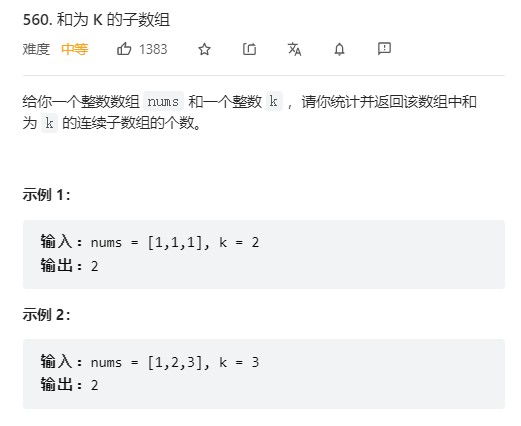 560. 和为 K 的子数组
难度 中等 1383
给你一个整数数组 nums 和一个整数 k ，请你统计并返回该数组中和
为 k 的连续子数组的个数。
示例 1：
输入：nums = [1,1,1], k = 2
输出：2
示例 2：
输入：nums = [1,2,3], k = 3
输出：2